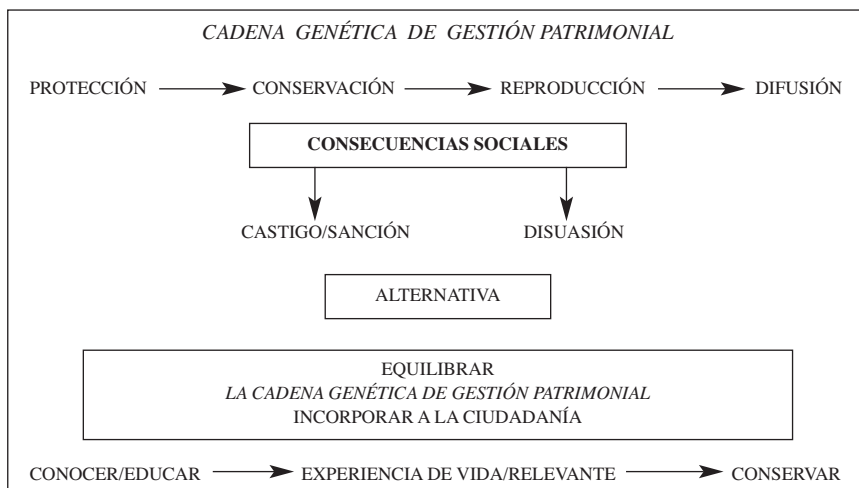 CADENA GENÉTICA DE GESTIÓN PATRIMONIAL
PROTECCIÓN CONSERVACIÓN REPRODUCCIÓN DIFUSIÓN
CONSECUENCIAS SOCIALES
CASTIGO/SANCIÓN DISUASIÓN
ALTERNATIVA
EQUILIBRAR
LA CADENA GENÉTICA DE GESTIÓN PATRIMONIAL
INCORPORAR A LA CIUDADANÍA
CONOCER/EDUCAR EXPERIENCIA DE VIDA/RELEVANTE CONSERVAR